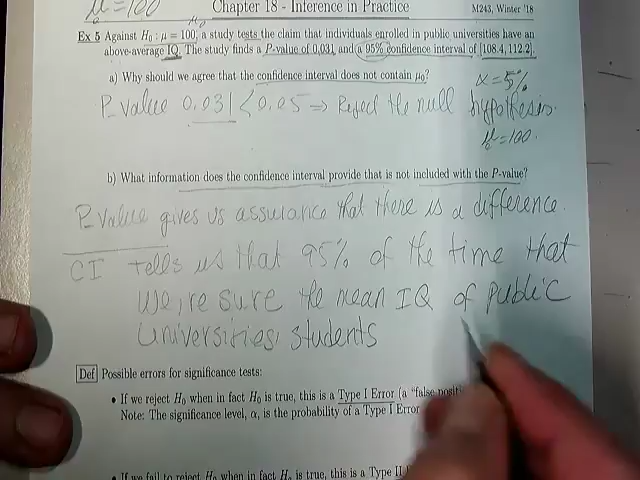 μ = 100
Chapter 18 - Inference in Practice
M243, Winter '18
μ₀
Ex 5 Against H₀ : μ = 100, a study tests the claim that individuals enrolled in public universities have an
above-average IQ. The study finds a P-value of 0.031 and a 95% confidence interval of [108.4, 112.2].
a) Why should we agree that the confidence interval does not contain μ₀?
α = 5%
P value 0.031 < 0.05 ⇒ Reject the null hypothesis
μ₀ = 100.
b) What information does the confidence interval provide that is not included with the P-value?
P value gives us assurance that there is a difference.
CI tells us that 95% of the time that
We, re sure the mean IQ of public
Universities, students
Def Possible errors for significance tests:
• If we reject H₀ when in fact H₀ is true, this is a Type I Error (a "false posit
Note: The significance level, α, is the probability of a Type I Error
• If we fail to reject H₀ when in fact H₀ is true, this is a Type II